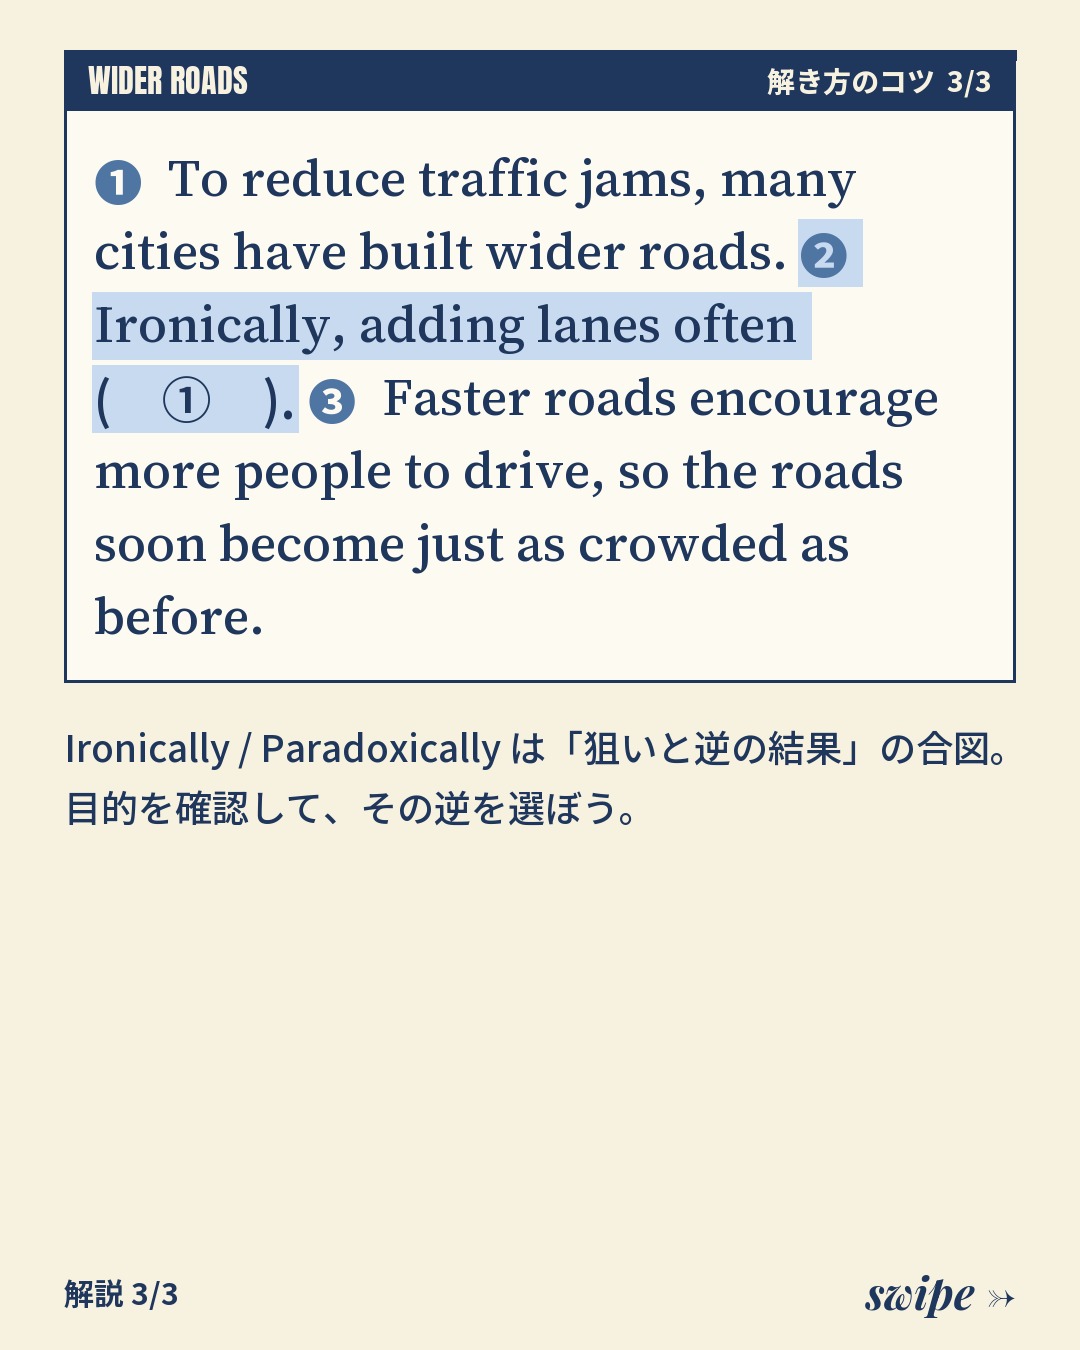 WIDER ROADS
解き方のコツ 3/3
❶ To reduce traffic jams, many
cities have built wider roads. ❷
Ironically, adding lanes often
( ① ). ❸ Faster roads encourage
more people to drive, so the roads
soon become just as crowded as
before.
Ironically / Paradoxically は「狙いと逆の結果」の合図。
目的を確認して、その逆を選ぼう。
解説 3/3
swipe